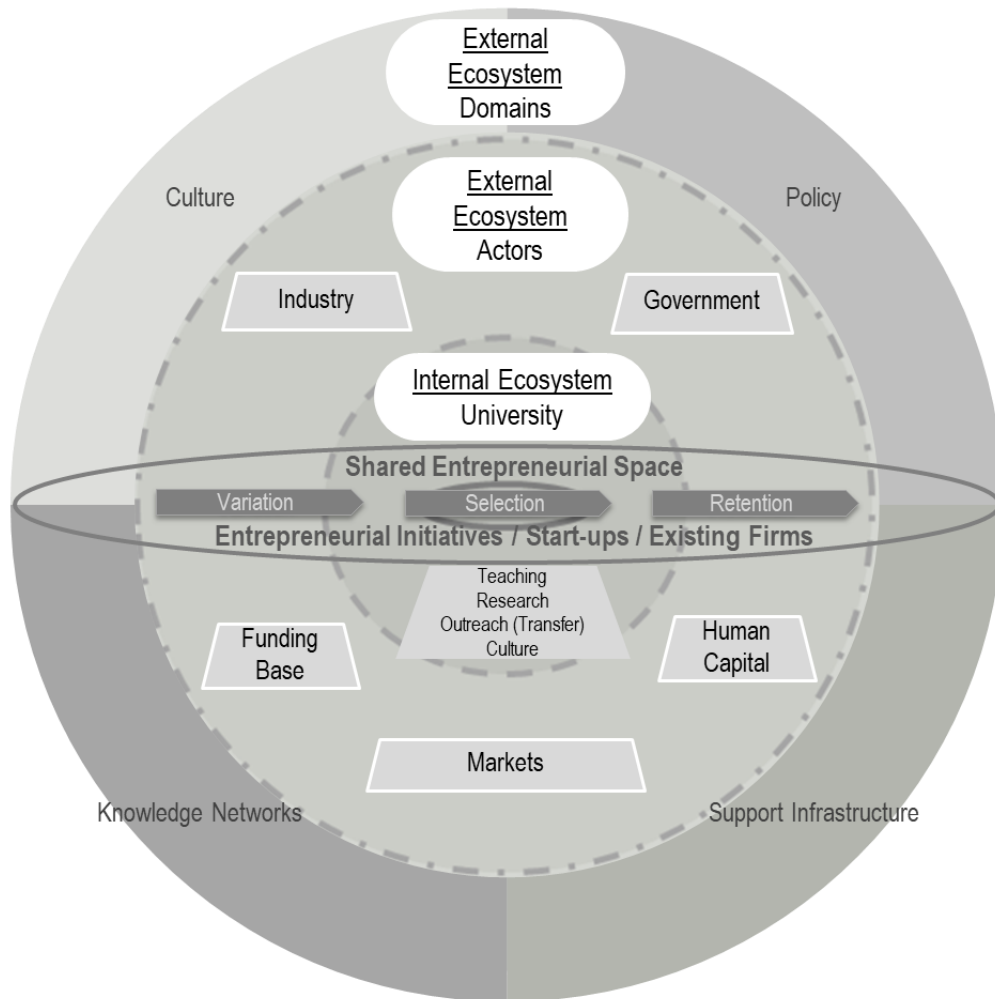 External
Ecosystem
Domains
Culture
Policy
External
Ecosystem
Actors
Industry
Government
Internal Ecosystem
University
Shared Entrepreneurial Space
Variation
Selection
Retention
Entrepreneurial Initiatives / Start-ups / Existing Firms
Teaching
Research
Outreach (Transfer)
Culture
Funding
Base
Human
Capital
Markets
Knowledge Networks
Support Infrastructure